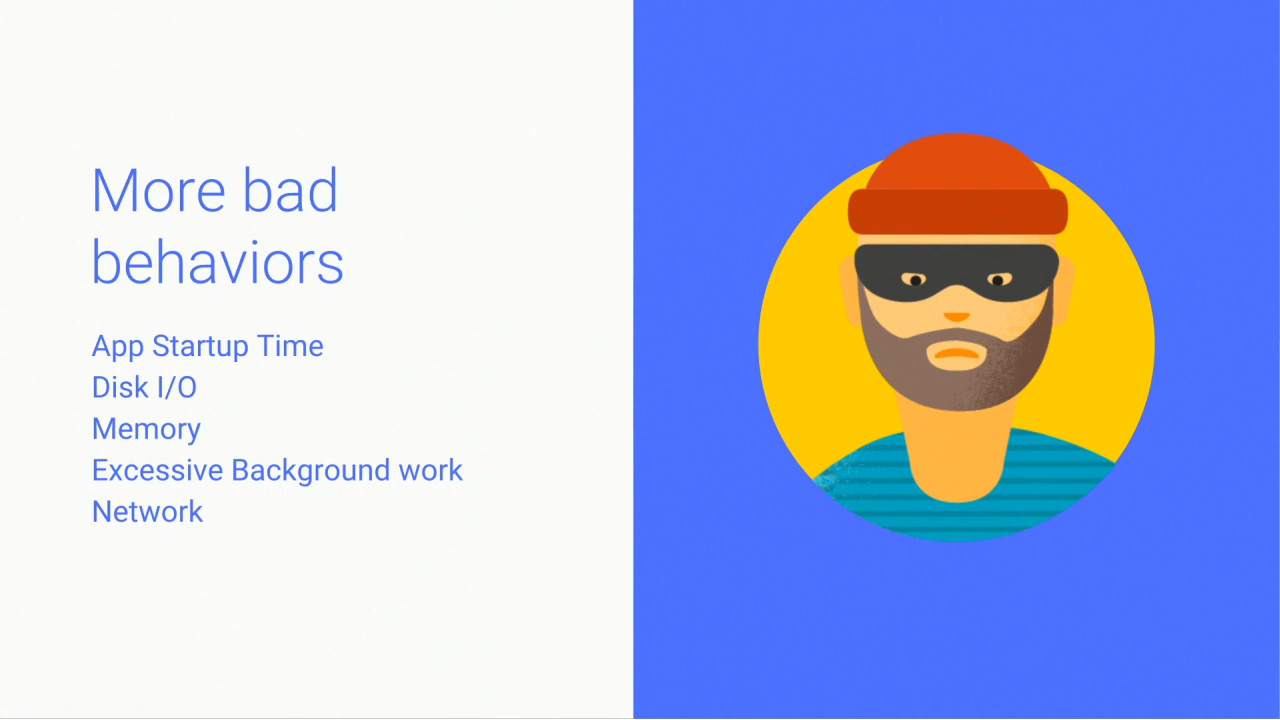 More bad
behaviors
App Startup Time
Disk I/O
Memory
Excessive Background work
Network